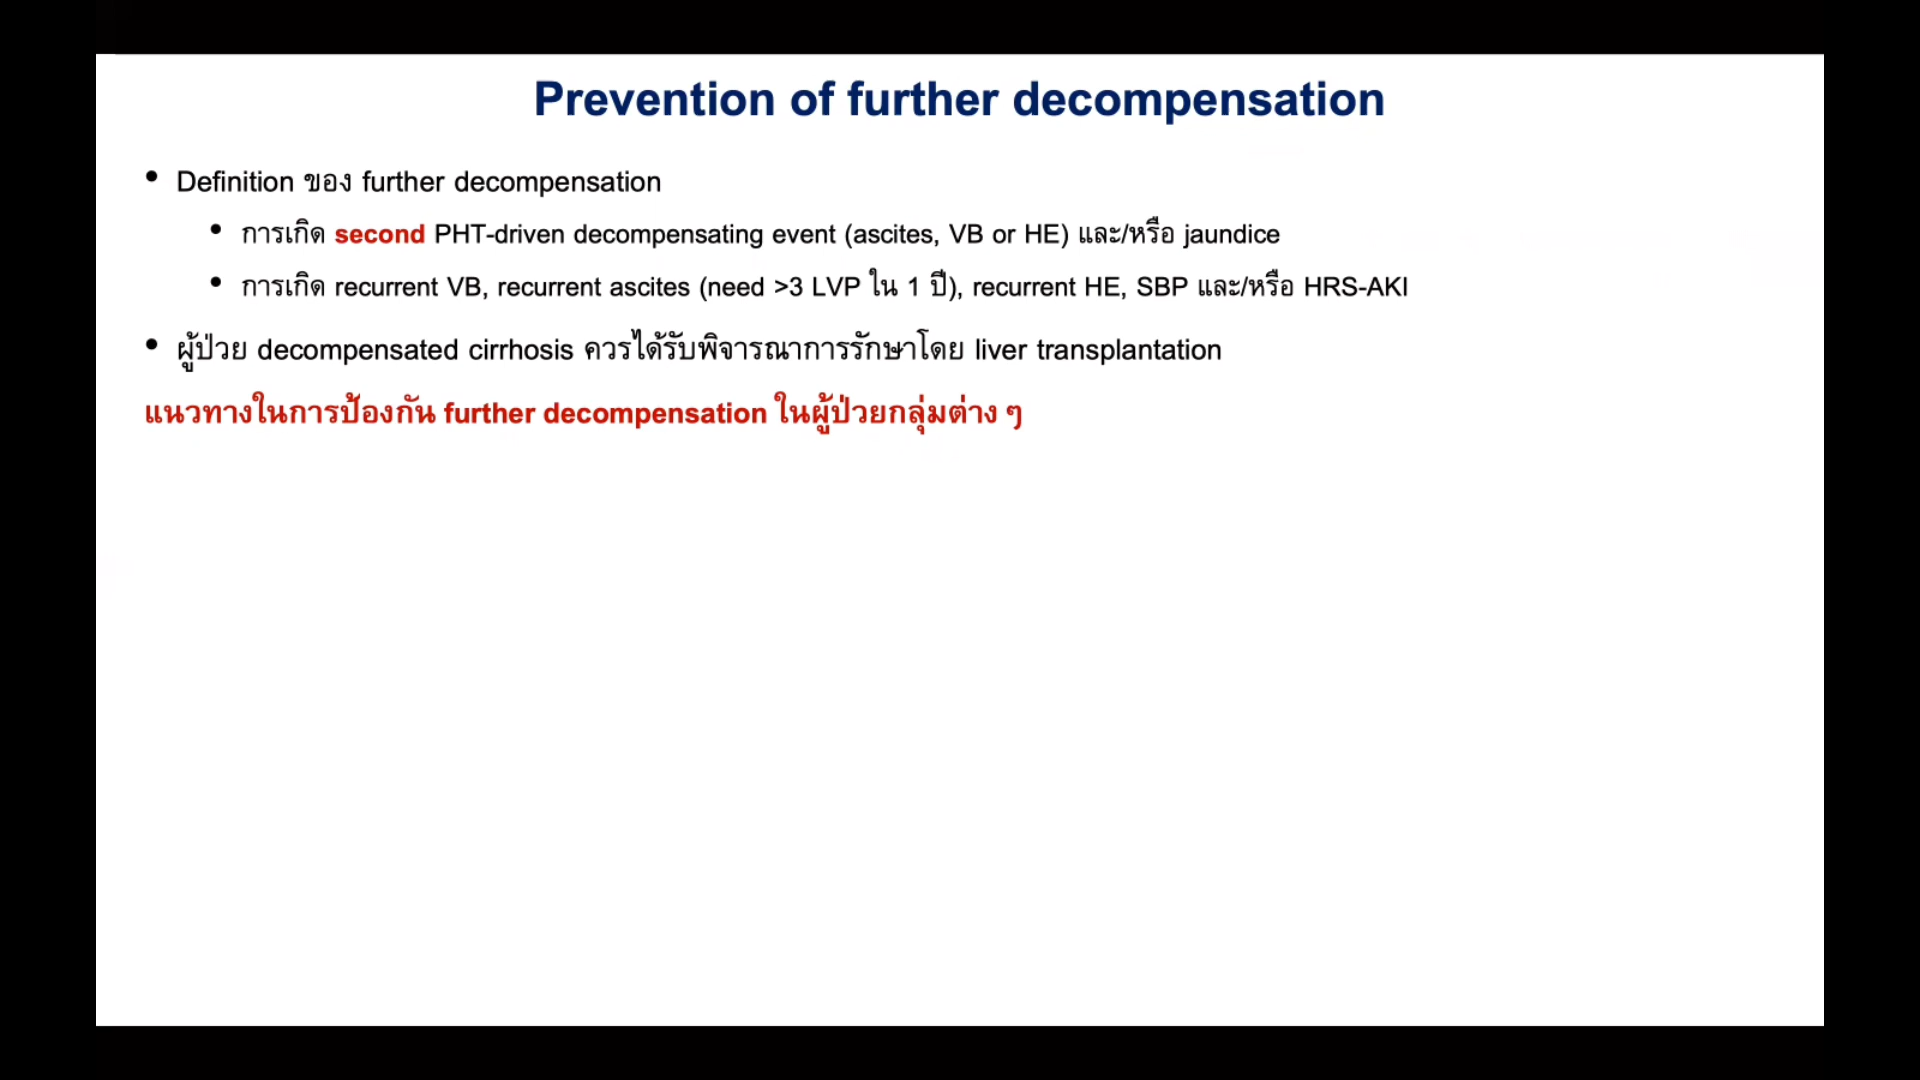 Prevention of further decompensation
• Definition ของ further decompensation
• การเกิด second PHT-driven decompensating event (ascites, VB or HE) และ/หรือ jaundice
• การเกิด recurrent VB, recurrent ascites (need >3 LVP ใน 1 ปี), recurrent HE, SBP และ/หรือ HRS-AKI
• ผู้ป่วย decompensated cirrhosis ควรได้รับพิจารณาการรักษาโดย liver transplantation
แนวทางในการป้องกัน further decompensation ในผู้ป่วยกลุ่มต่าง ๆ